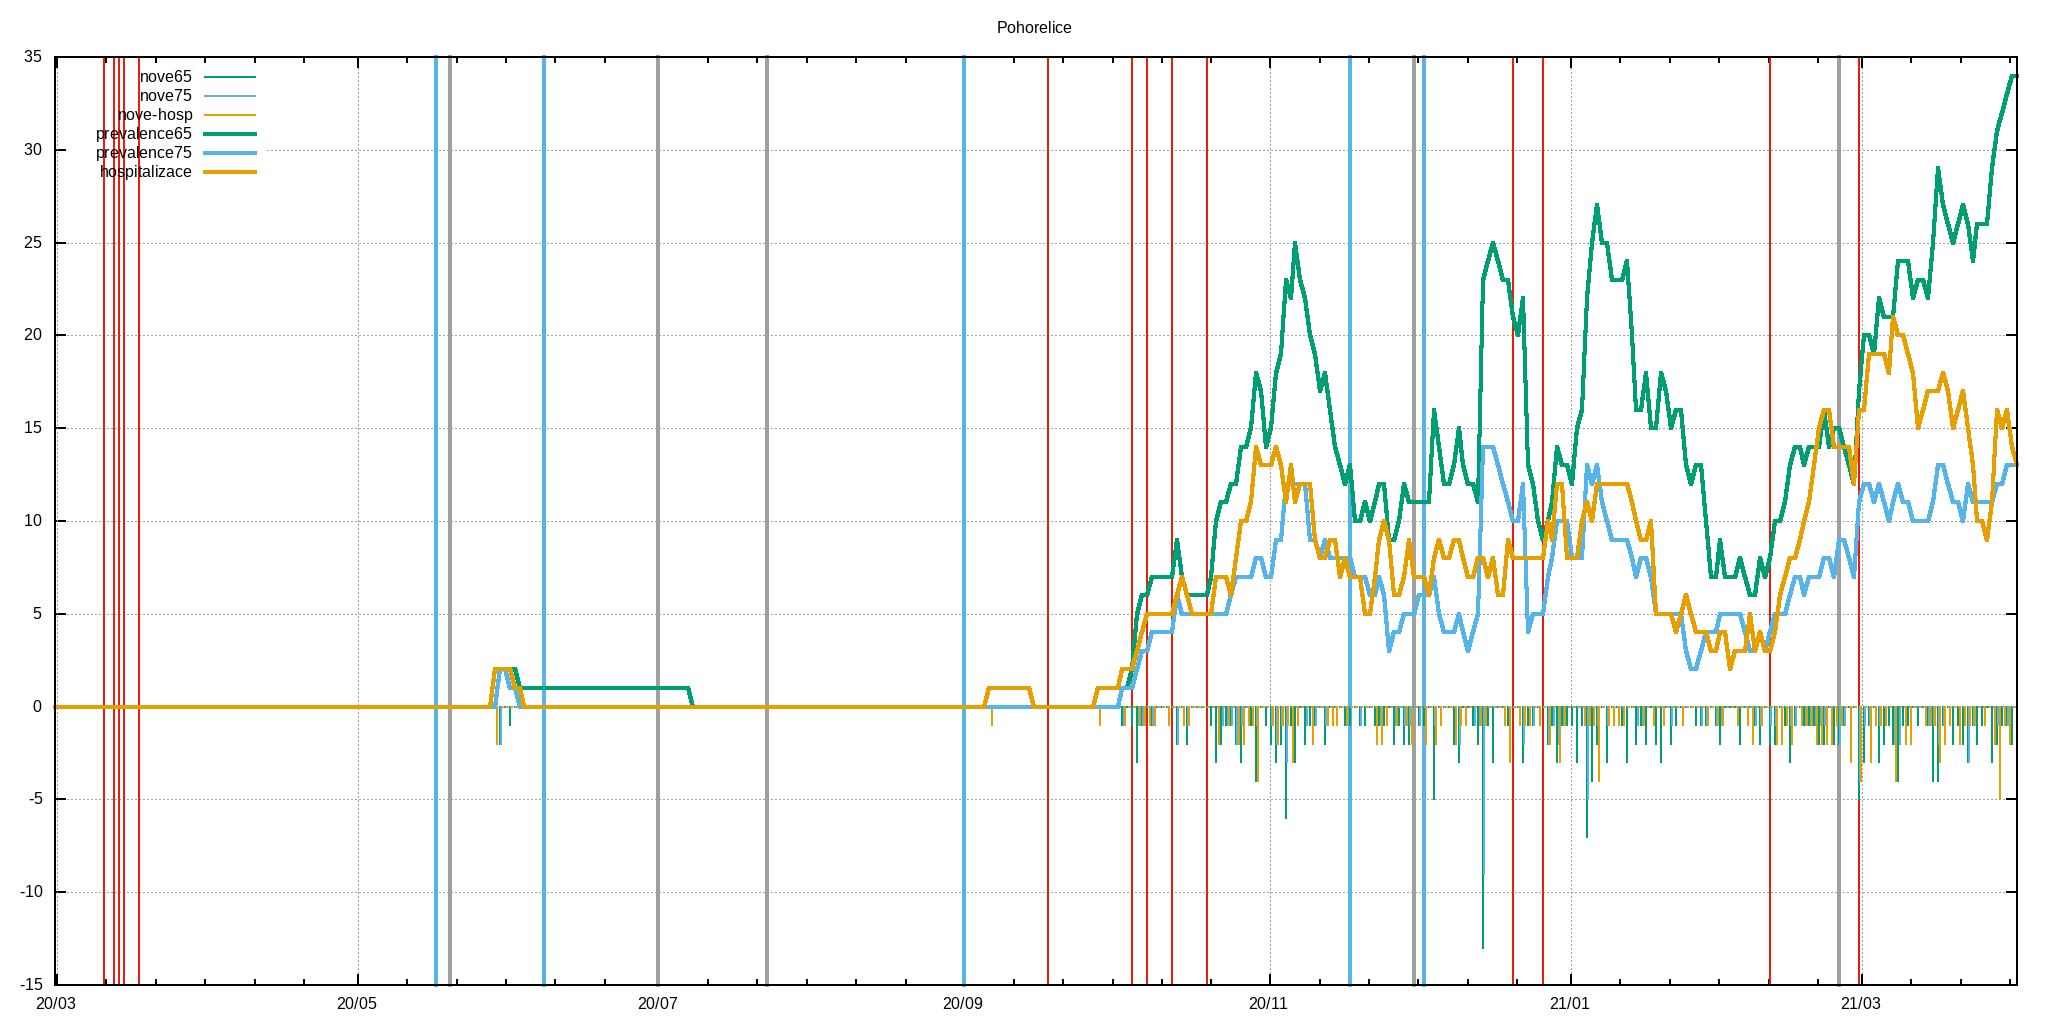 Pohorelice
35
30
25
20
15
10
5
0
-5
-10
-15
nove65
nove75
nove-hosp
prevalence65
prevalence75
hospitalizace
20/03 20/05 20/07 20/09 20/11 21/01 21/03